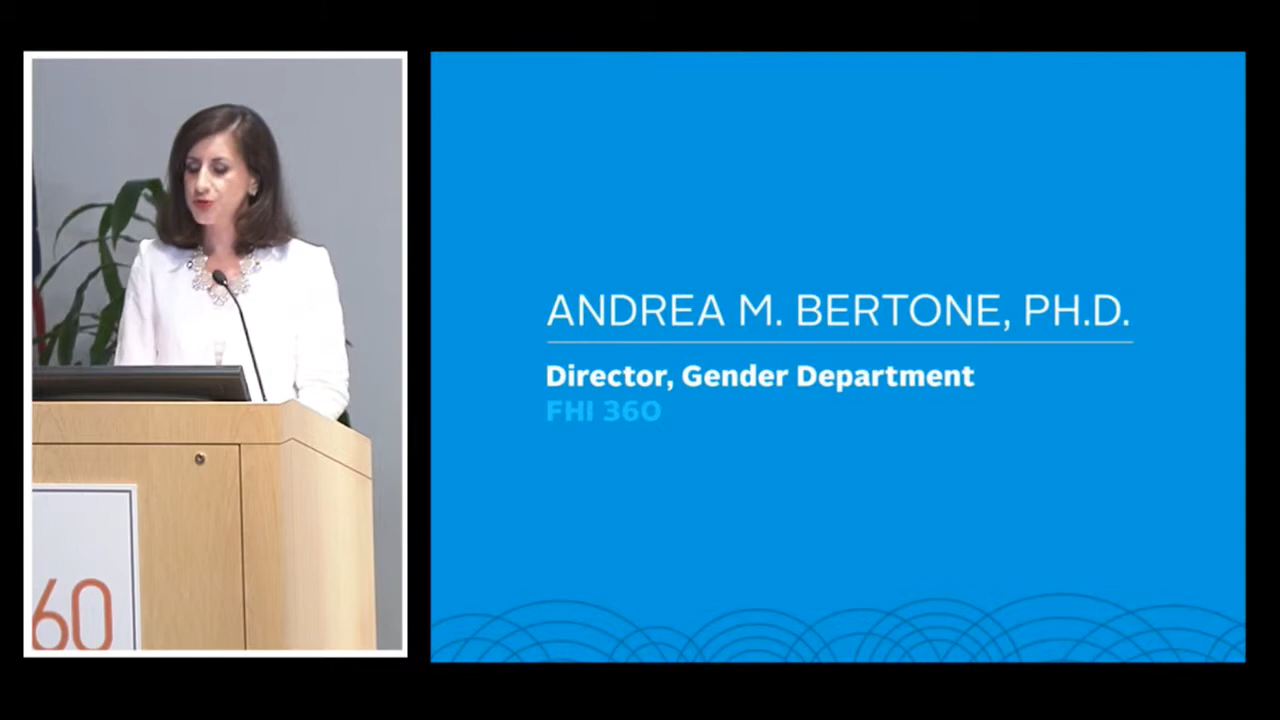 60
ANDREA M. BERTONE, PH.D.
Director, Gender Department
FHI 360